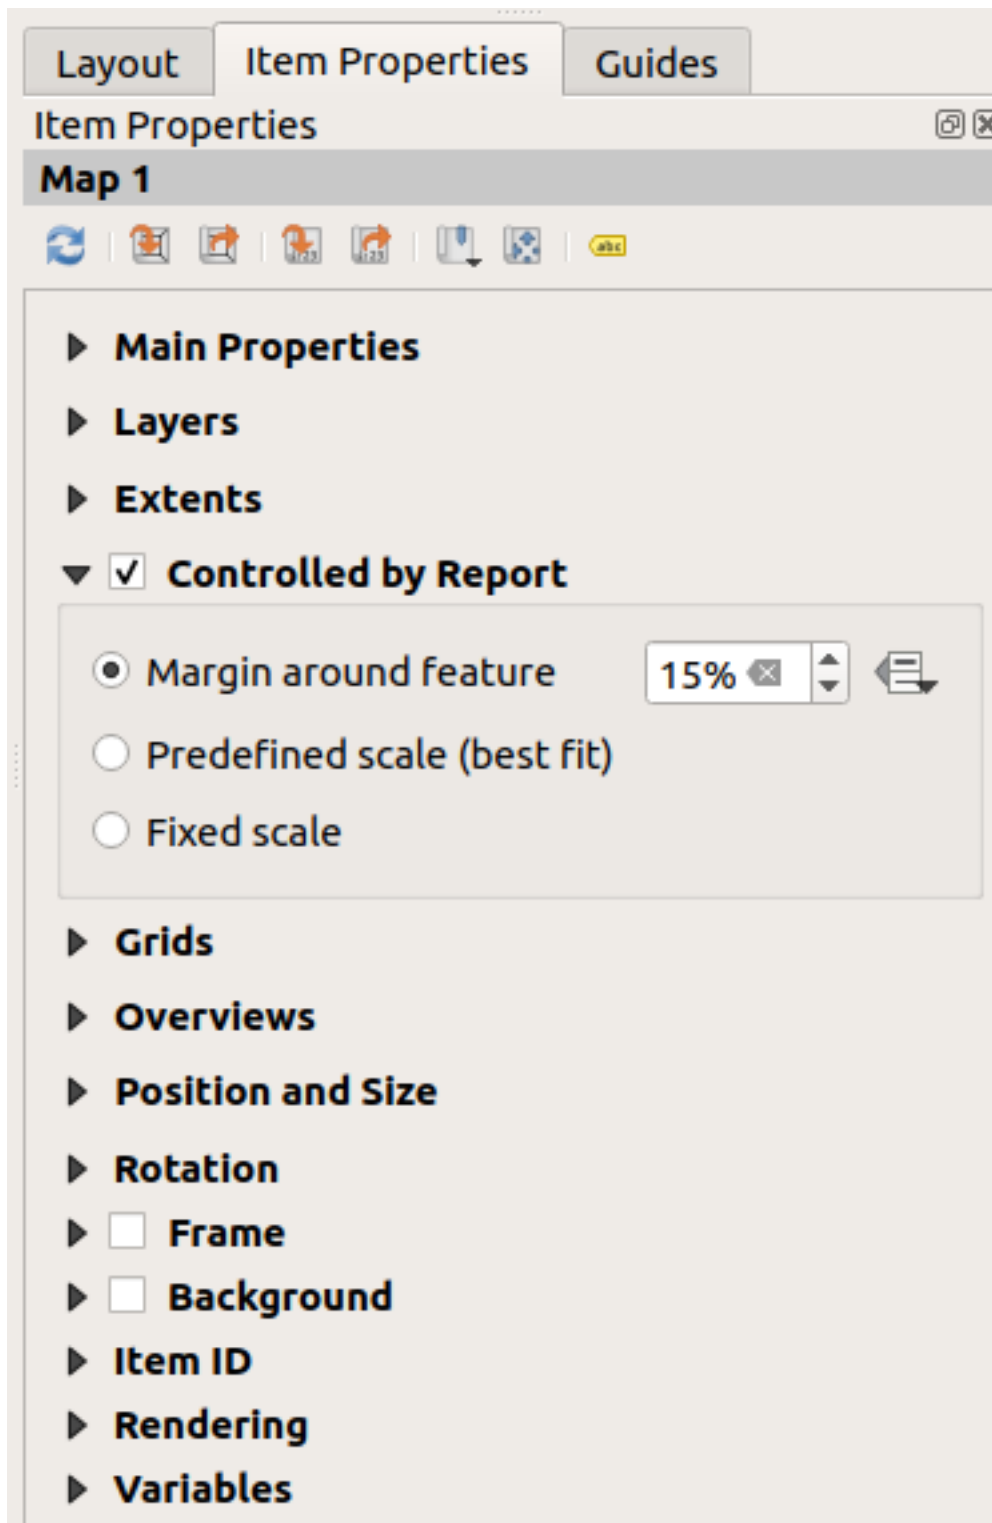 Layout Item Properties Guides
Item Properties
Map 1
abc
Main Properties
Layers
Extents
Controlled by Report
Margin around feature 15%
Predefined scale (best fit)
Fixed scale
Grids
Overviews
Position and Size
Rotation
Frame
Background
Item ID
Rendering
Variables